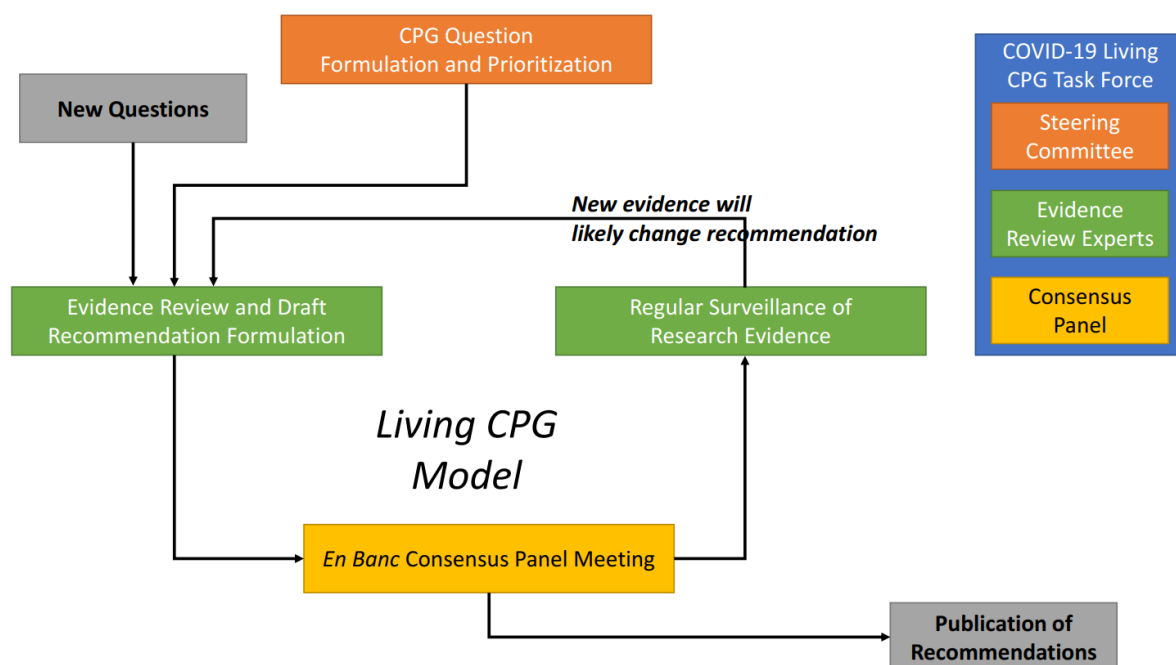 CPG Question
Formulation and Prioritization
New Questions
COVID-19 Living
CPG Task Force
Steering
Committee
Evidence
Review Experts
Consensus
Panel
New evidence will
likely change recommendation
Evidence Review and Draft
Recommendation Formulation
Regular Surveillance of
Research Evidence
Living CPG
Model
En Banc Consensus Panel Meeting
Publication of
Recommendations